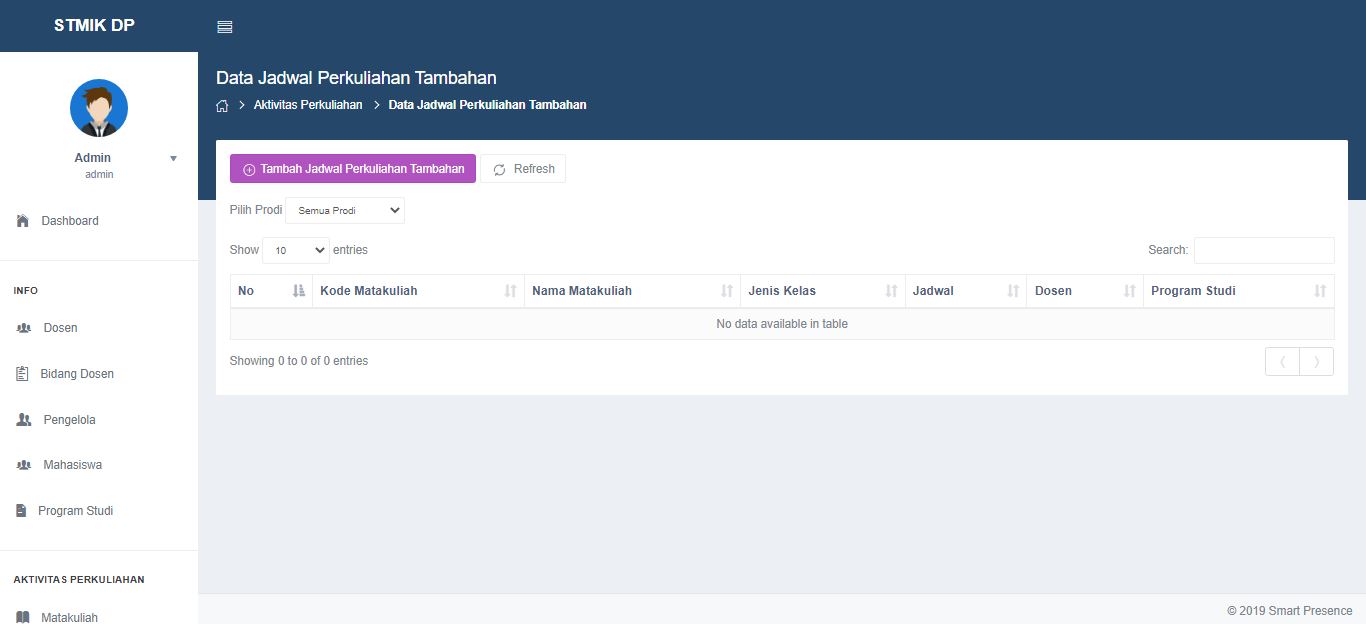 STMIK DP
Admin
admin
Dashboard
INFO
Dosen
Bidang Dosen
Pengelola
Mahasiswa
Program Studi
AKTIVITAS PERKULIAHAN
Matakuliah
Data Jadwal Perkuliahan Tambahan
> Aktivitas Perkuliahan > Data Jadwal Perkuliahan Tambahan
Tambah Jadwal Perkuliahan Tambahan Refresh
Pilih Prodi Semua Prodi
Show 10 entries Search:
No Kode Matakuliah Nama Matakuliah Jenis Kelas Jadwal Dosen Program Studi
No data available in table
Showing 0 to 0 of 0 entries
© 2019 Smart Presence